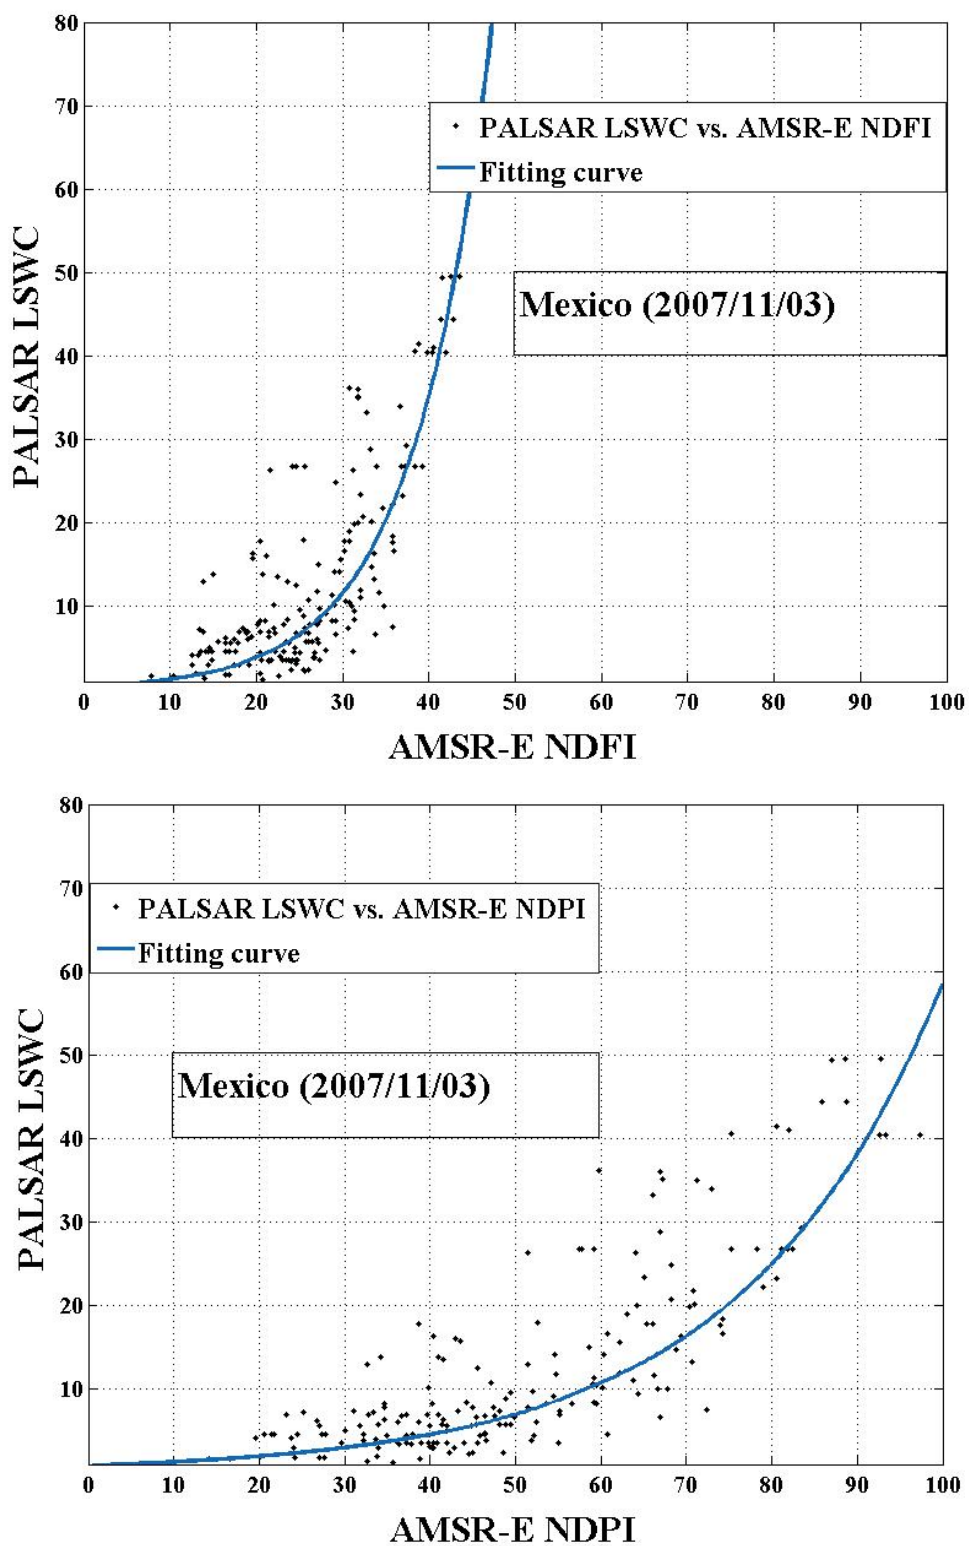 80
70
PALSAR LSWC vs. AMSR-E NDFI
Fitting curve
60
50
Mexico (2007/11/03)
40
30
20
10
PALSAR LSWC
0 10 20 30 40 50 60 70 80 90 100
AMSR-E NDFI
80
70
PALSAR LSWC vs. AMSR-E NDPI
Fitting curve
60
50
Mexico (2007/11/03)
40
30
20
10
PALSAR LSWC
0 10 20 30 40 50 60 70 80 90 100
AMSR-E NDPI